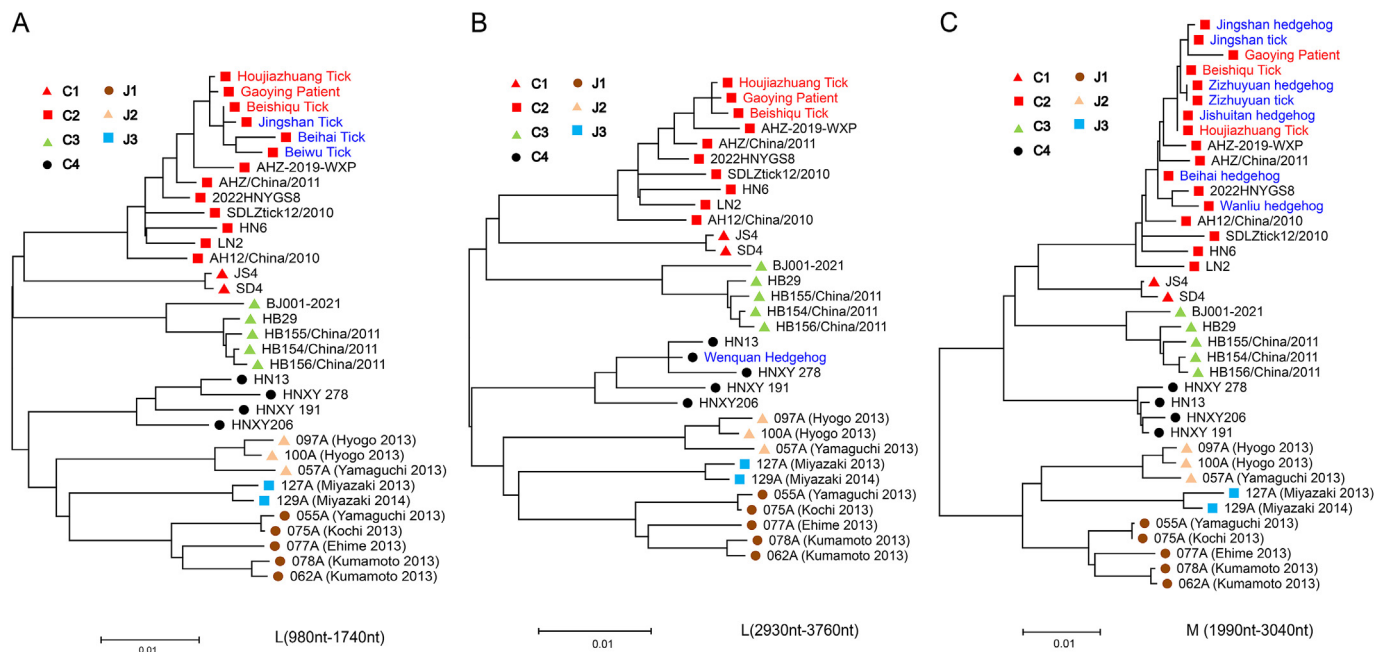 A
C1
C2
C3
C4
J1
J2
J3
Houjiazhuang Tick
Gaoying Patient
Beishiqu Tick
Jingshan Tick
Beihai Tick
Beiwu Tick
AHZ-2019-WXP
AHZ/China/2011
2022HNYGS8
SDLZtick12/2010
HN6
LN2
AH12/China/2010
JS4
SD4
BJ001-2021
HB29
HB155/China/2011
HB154/China/2011
HB156/China/2011
HN13
HNXY 278
HNXY 191
HNXY206
097A (Hyogo 2013)
100A (Hyogo 2013)
057A (Yamaguchi 2013)
127A (Miyazaki 2013)
129A (Miyazaki 2014)
055A (Yamaguchi 2013)
075A (Kochi 2013)
077A (Ehime 2013)
078A (Kumamoto 2013)
062A (Kumamoto 2013)
0.01
L(980nt-1740nt)
B
C1
C2
C3
C4
J1
J2
J3
Houjiazhuang Tick
Gaoying Patient
Beishiqu Tick
AHZ-2019-WXP
AHZ/China/2011
2022HNYGS8
SDLZtick12/2010
HN6
LN2
AH12/China/2010
JS4
SD4
BJ001-2021
HB29
HB155/China/2011
HB154/China/2011
HB156/China/2011
HN13
Wenquan Hedgehog
HNXY 278
HNXY 191
HNXY206
097A (Hyogo 2013)
100A (Hyogo 2013)
057A (Yamaguchi 2013)
127A (Miyazaki 2013)
129A (Miyazaki 2014)
055A (Yamaguchi 2013)
075A (Kochi 2013)
077A (Ehime 2013)
078A (Kumamoto 2013)
062A (Kumamoto 2013)
0.01
L(2930nt-3760nt)
C
C1
C2
C3
C4
J1
J2
J3
Jingshan hedgehog
Jingshan tick
Gaoying Patient
Beishiqu Tick
Zizhuyuan hedgehog
Zizhuyuan tick
Jishuitan hedgehog
Houjiazhuang Tick
AHZ-2019-WXP
AHZ/China/2011
Beihai hedgehog
2022HNYGS8
Wanliu hedgehog
AH12/China/2010
SDLZtick12/2010
HN6
LN2
JS4
SD4
BJ001-2021
HB29
HB155/China/2011
HB154/China/2011
HB156/China/2011
HNXY 278
HN13
HNXY206
HNXY 191
097A (Hyogo 2013)
100A (Hyogo 2013)
057A (Yamaguchi 2013)
127A (Miyazaki 2013)
129A (Miyazaki 2014)
055A (Yamaguchi 2013)
075A (Kochi 2013)
077A (Ehime 2013)
078A (Kumamoto 2013)
062A (Kumamoto 2013)
0.01
M (1990nt-3040nt)